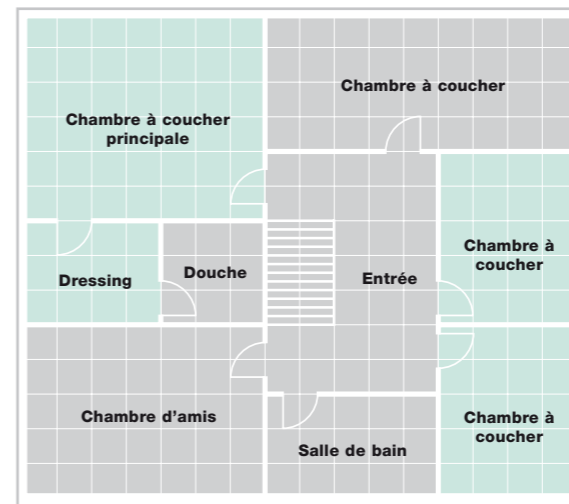 Chambre à coucher
principale
Chambre à coucher
Dressing
Douche
Entrée
Chambre à
coucher
Chambre d'amis
Salle de bain
Chambre à
coucher